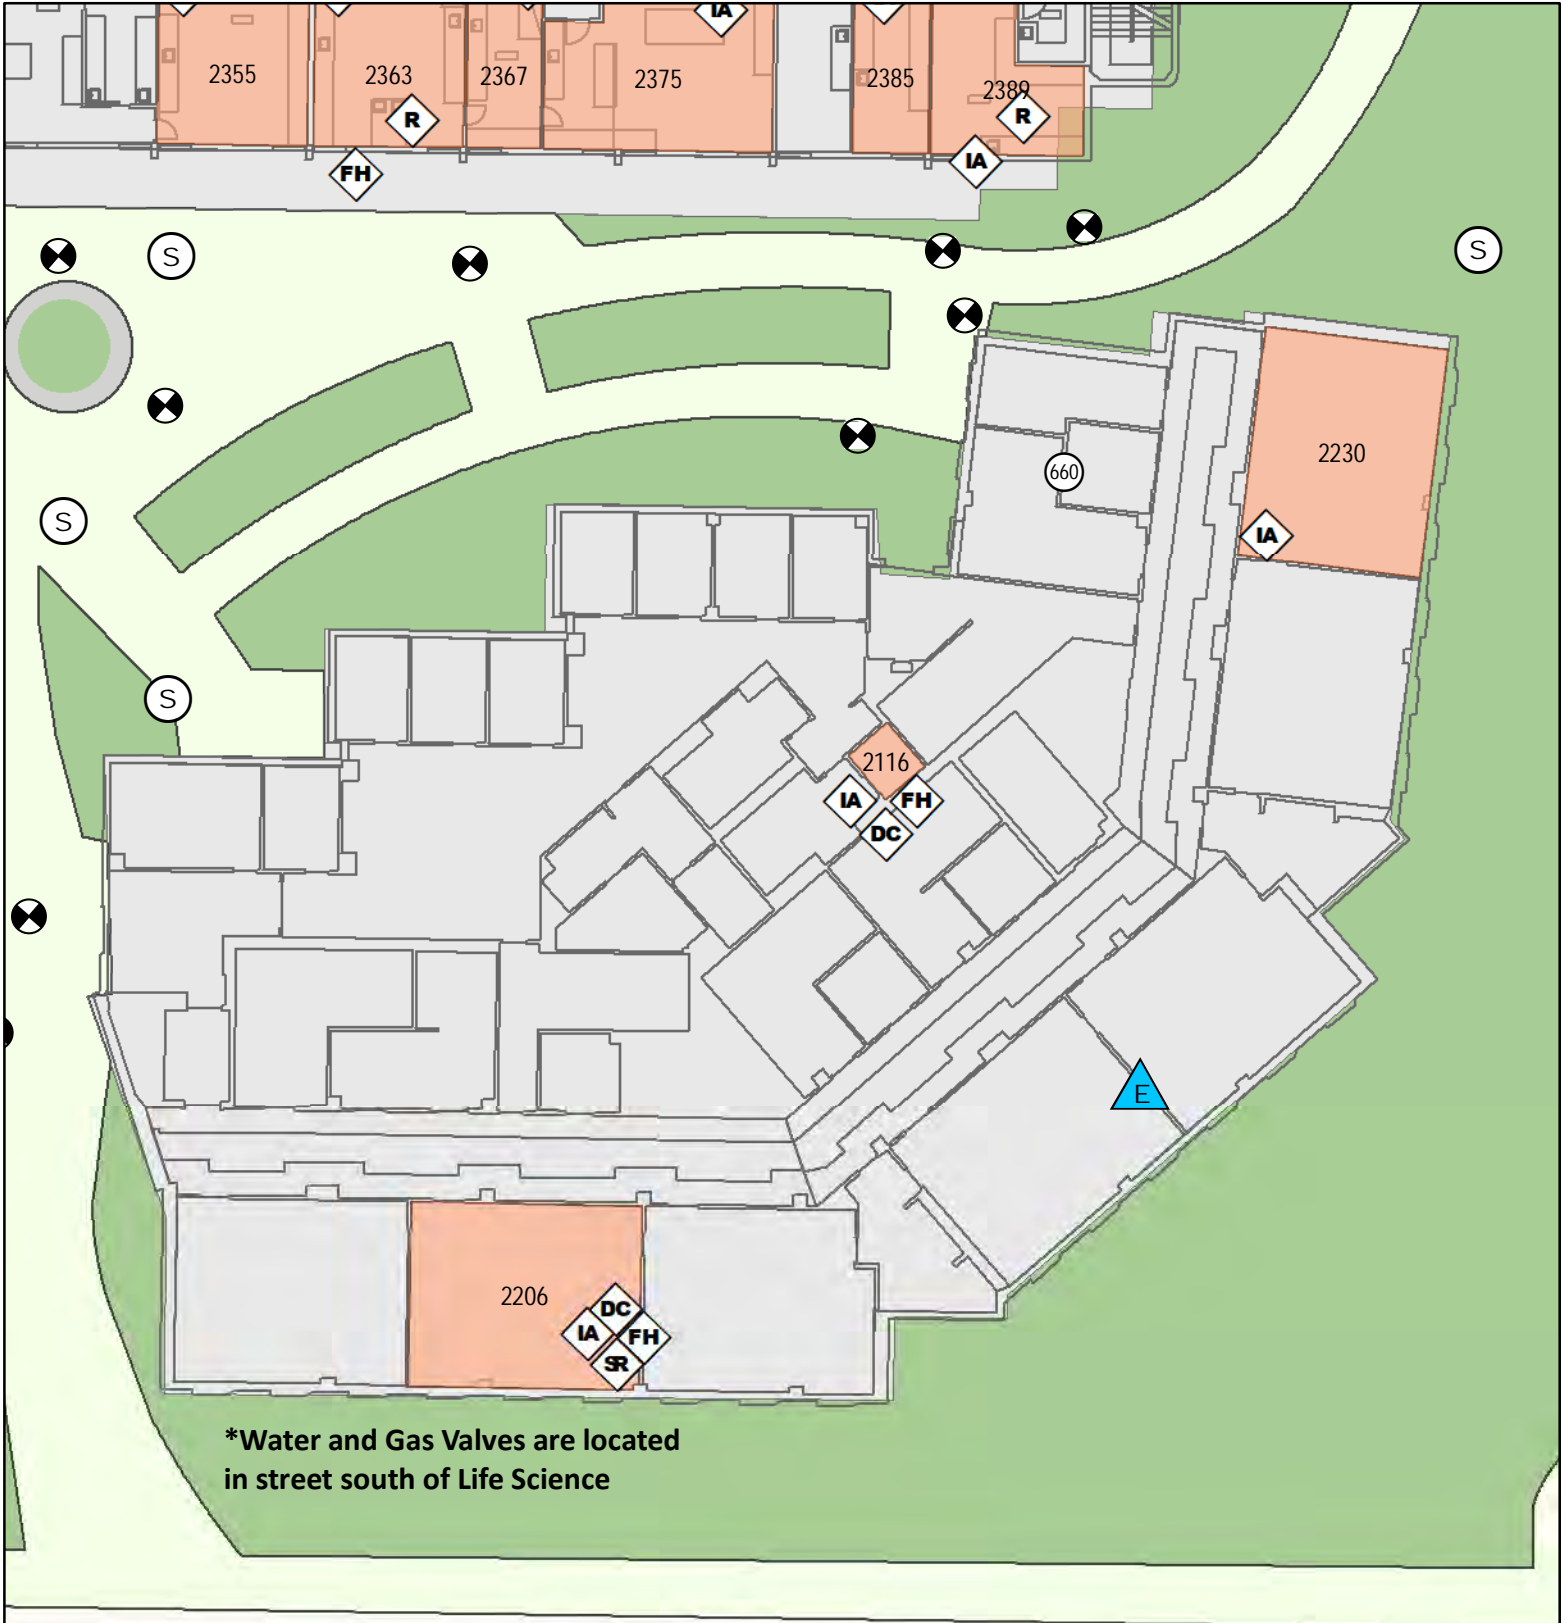 IA
2355
2363
2367
2375
2385
2389
R
R
IA
FH
S
S
2230
660
S
IA
S
2116
IA
FH
DC
E
2206
DC
IA
FH
SR
*Water and Gas Valves are located
in street south of Life Science